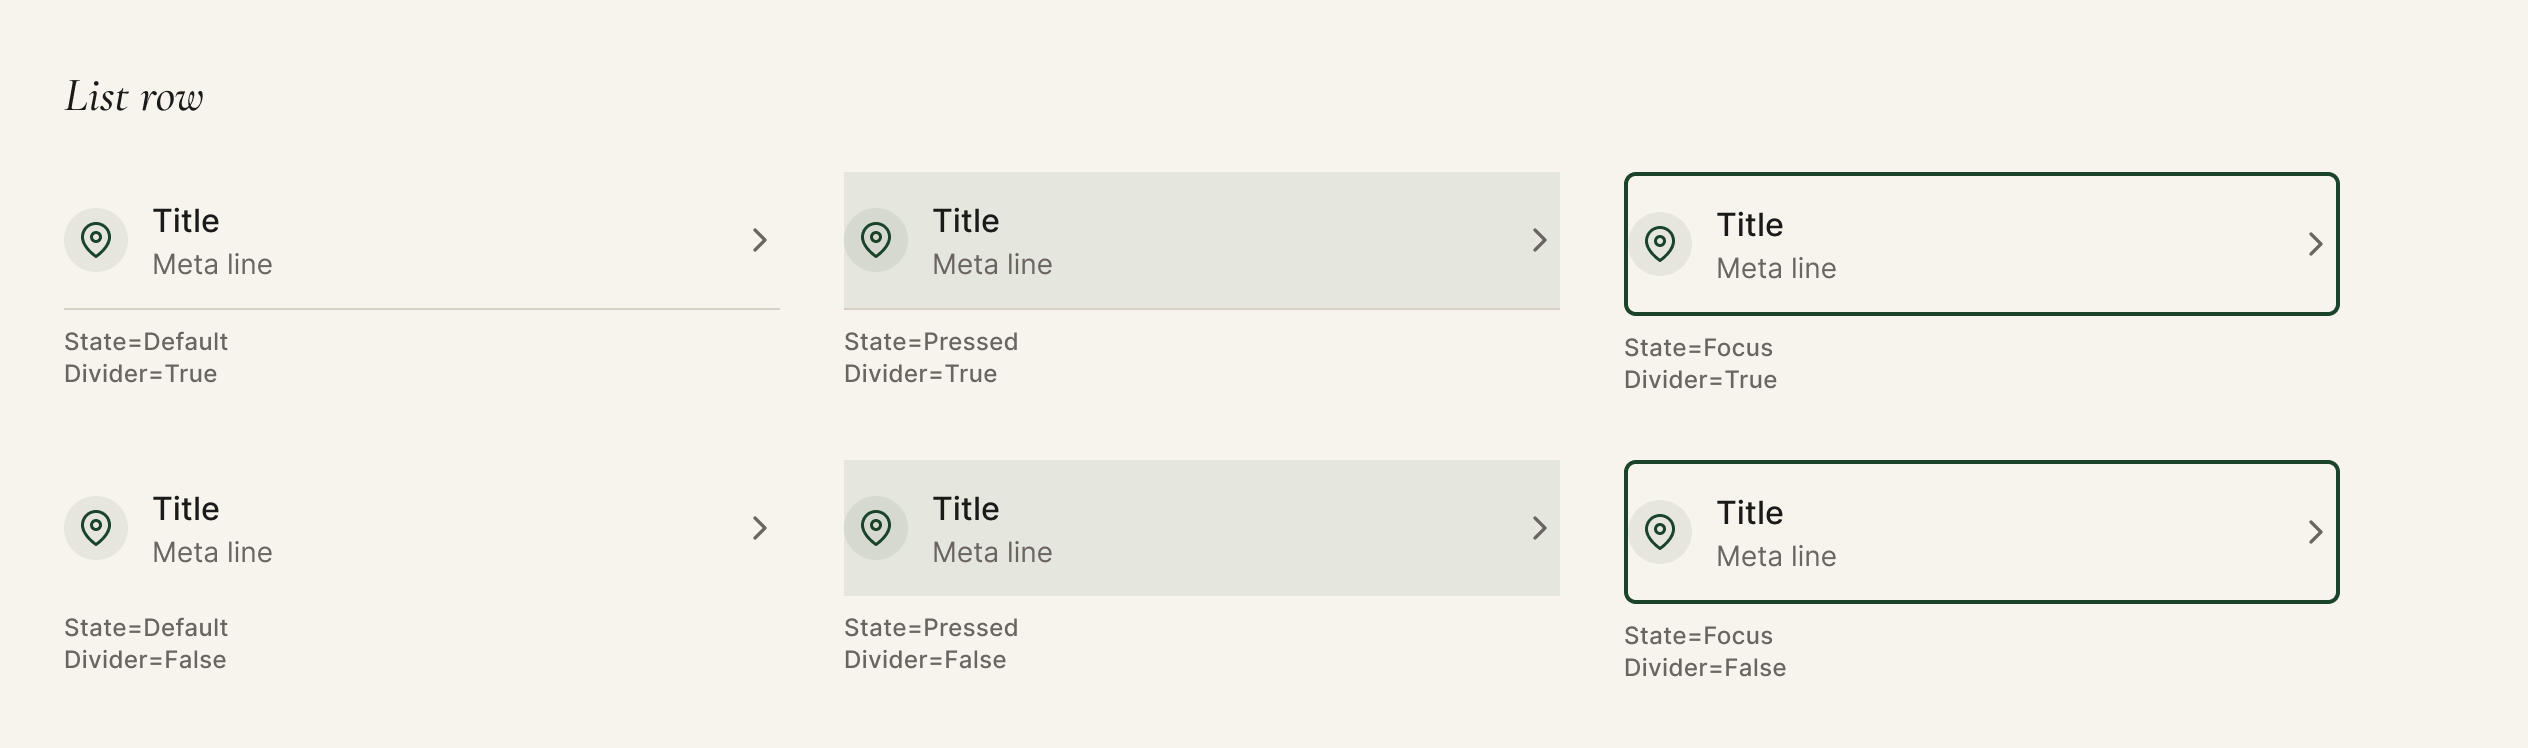 List row
Title
Meta line
State=Default
Divider=True
Title
Meta line
State=Pressed
Divider=True
Title
Meta line
State=Focus
Divider=True
Title
Meta line
State=Default
Divider=False
Title
Meta line
State=Pressed
Divider=False
Title
Meta line
State=Focus
Divider=False